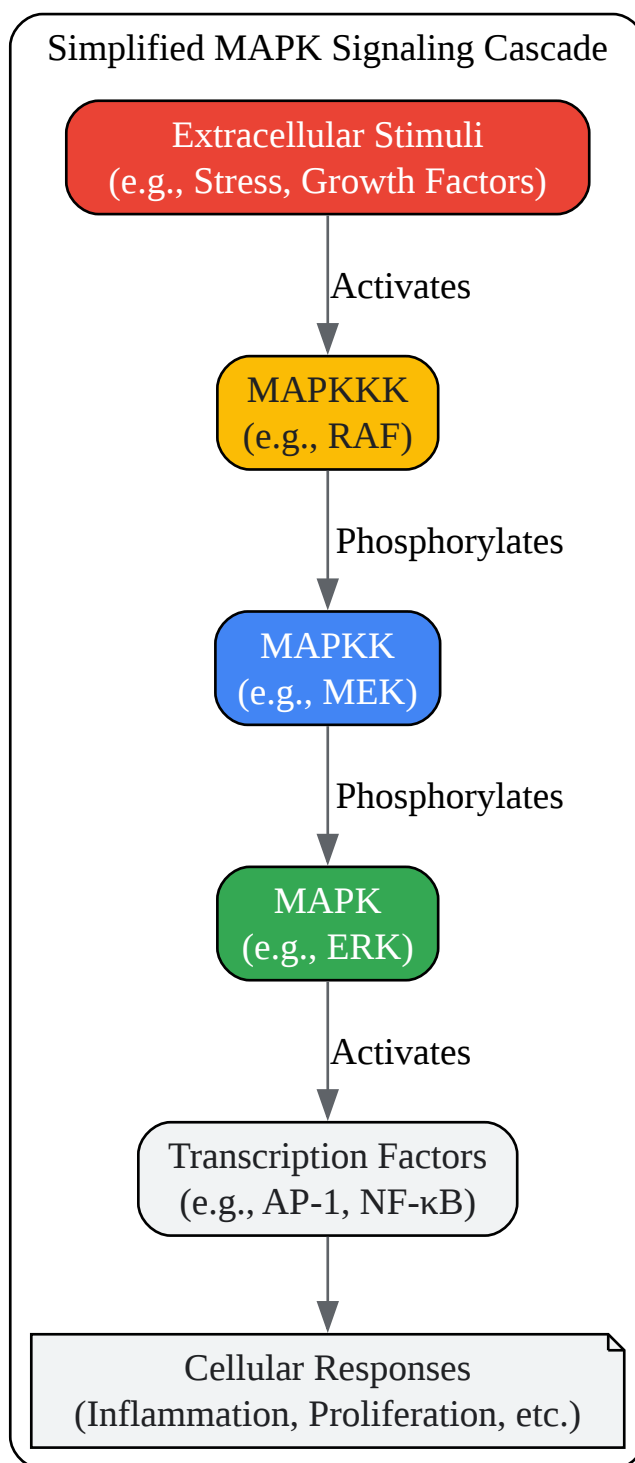 Simplified MAPK Signaling Cascade
Extracellular Stimuli
(e.g., Stress, Growth Factors)
Activates
MAPKKK
(e.g., RAF)
Phosphorylates
MAPKK
(e.g., MEK)
Phosphorylates
MAPK
(e.g., ERK)
Activates
Transcription Factors
(e.g., AP-1, NF-κB)
Cellular Responses
(Inflammation, Proliferation, etc.)